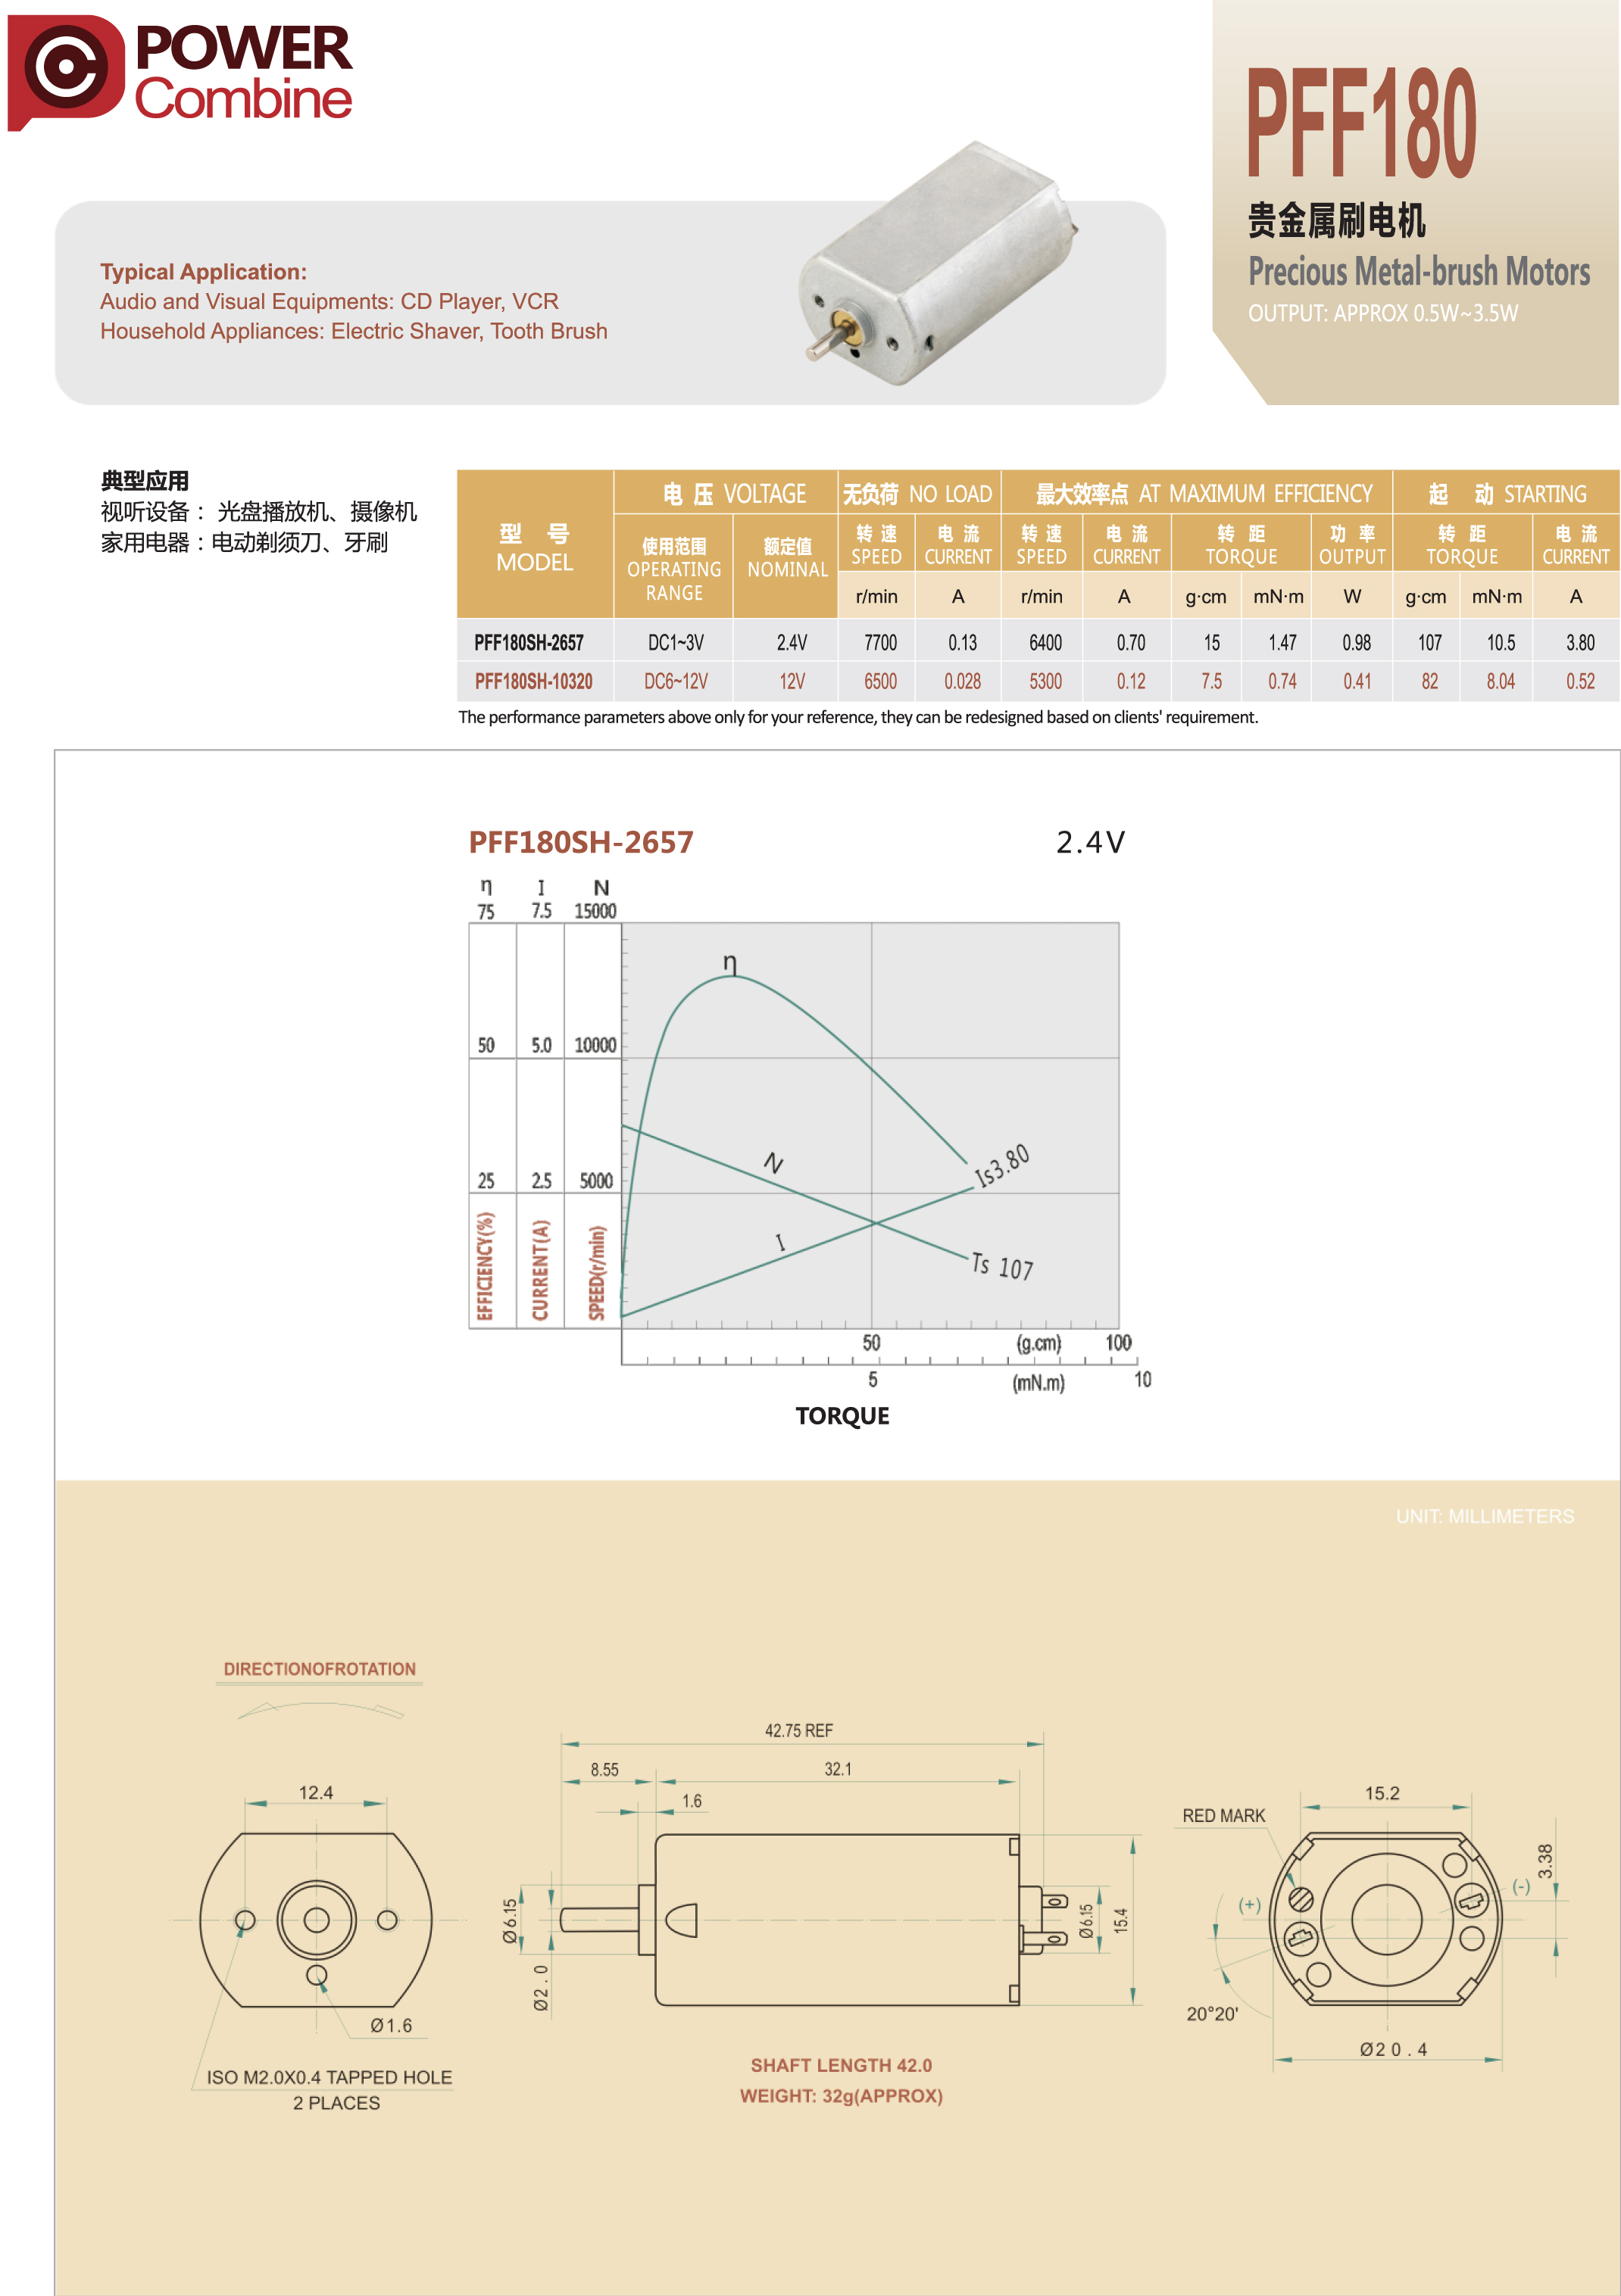 POWER
Combine
PFF180
贵金属刷电机
Precious Metal-brush Motors
OUTPUT: APPROX 0.5W~3.5W
Typical Application:
Audio and Visual Equipments: CD Player, VCR
Household Appliances: Electric Shaver, Tooth Brush
典型应用
视听设备：光盘播放机、摄像机
家用电器：电动剃须刀、牙刷
型 号 MODEL 电 压 VOLTAGE 无负荷 NO LOAD 最大效率点 AT MAXIMUM EFFICIENCY 起 动 STARTING
使用范围 OPERATING RANGE 额定值 NOMINAL 转 速 SPEED 电 流 CURRENT 转 速 SPEED 电 流 CURRENT 转 距 TORQUE 功 率 OUTPUT 转 距 TORQUE 电 流 CURRENT
r/min A r/min A g·cm mN·m W g·cm mN·m A
PFF180SH-2657 DC1~3V 2.4V 7700 0.13 6400 0.70 15 1.47 0.98 107 10.5 3.80
PFF180SH-10320 DC6~12V 12V 6500 0.028 5300 0.12 7.5 0.74 0.41 82 8.04 0.52
The performance parameters above only for your reference, they can be redesigned based on clients' requirement.
PFF180SH-2657 2.4V
η I N
75 7.5 15000
η
50 5.0 10000
N
Is3.80
25 2.5 5000
I
Ts 107
EFFICIENCY(%)
CURRENT(A)
SPEED(r/min)
50 (g.cm) 100
5 (mN.m) 10
TORQUE
UNIT: MILLIMETERS
DIRECTIONOFROTATION
12.4
Ø1.6
ISO M2.0X0.4 TAPPED HOLE
2 PLACES
42.75 REF
8.55 32.1
1.6
Ø6.15
Ø2.0
Ø6.15
15.4
SHAFT LENGTH 42.0
WEIGHT: 32g(APPROX)
15.2
RED MARK
3.38
(-)
(+)
20°20'
Ø20.4